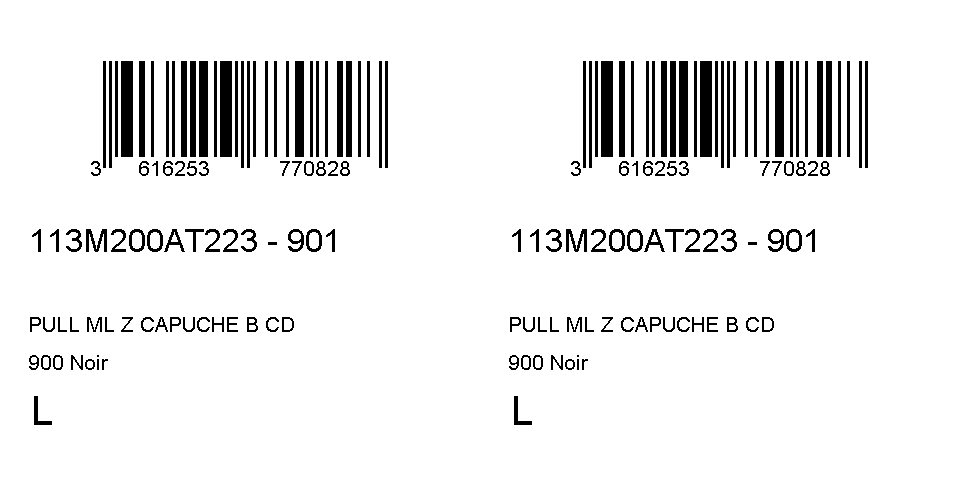 3 616253 770828
113M200AT223 - 901
PULL ML Z CAPUCHE B CD
900 Noir
L
3 616253 770828
113M200AT223 - 901
PULL ML Z CAPUCHE B CD
900 Noir
L